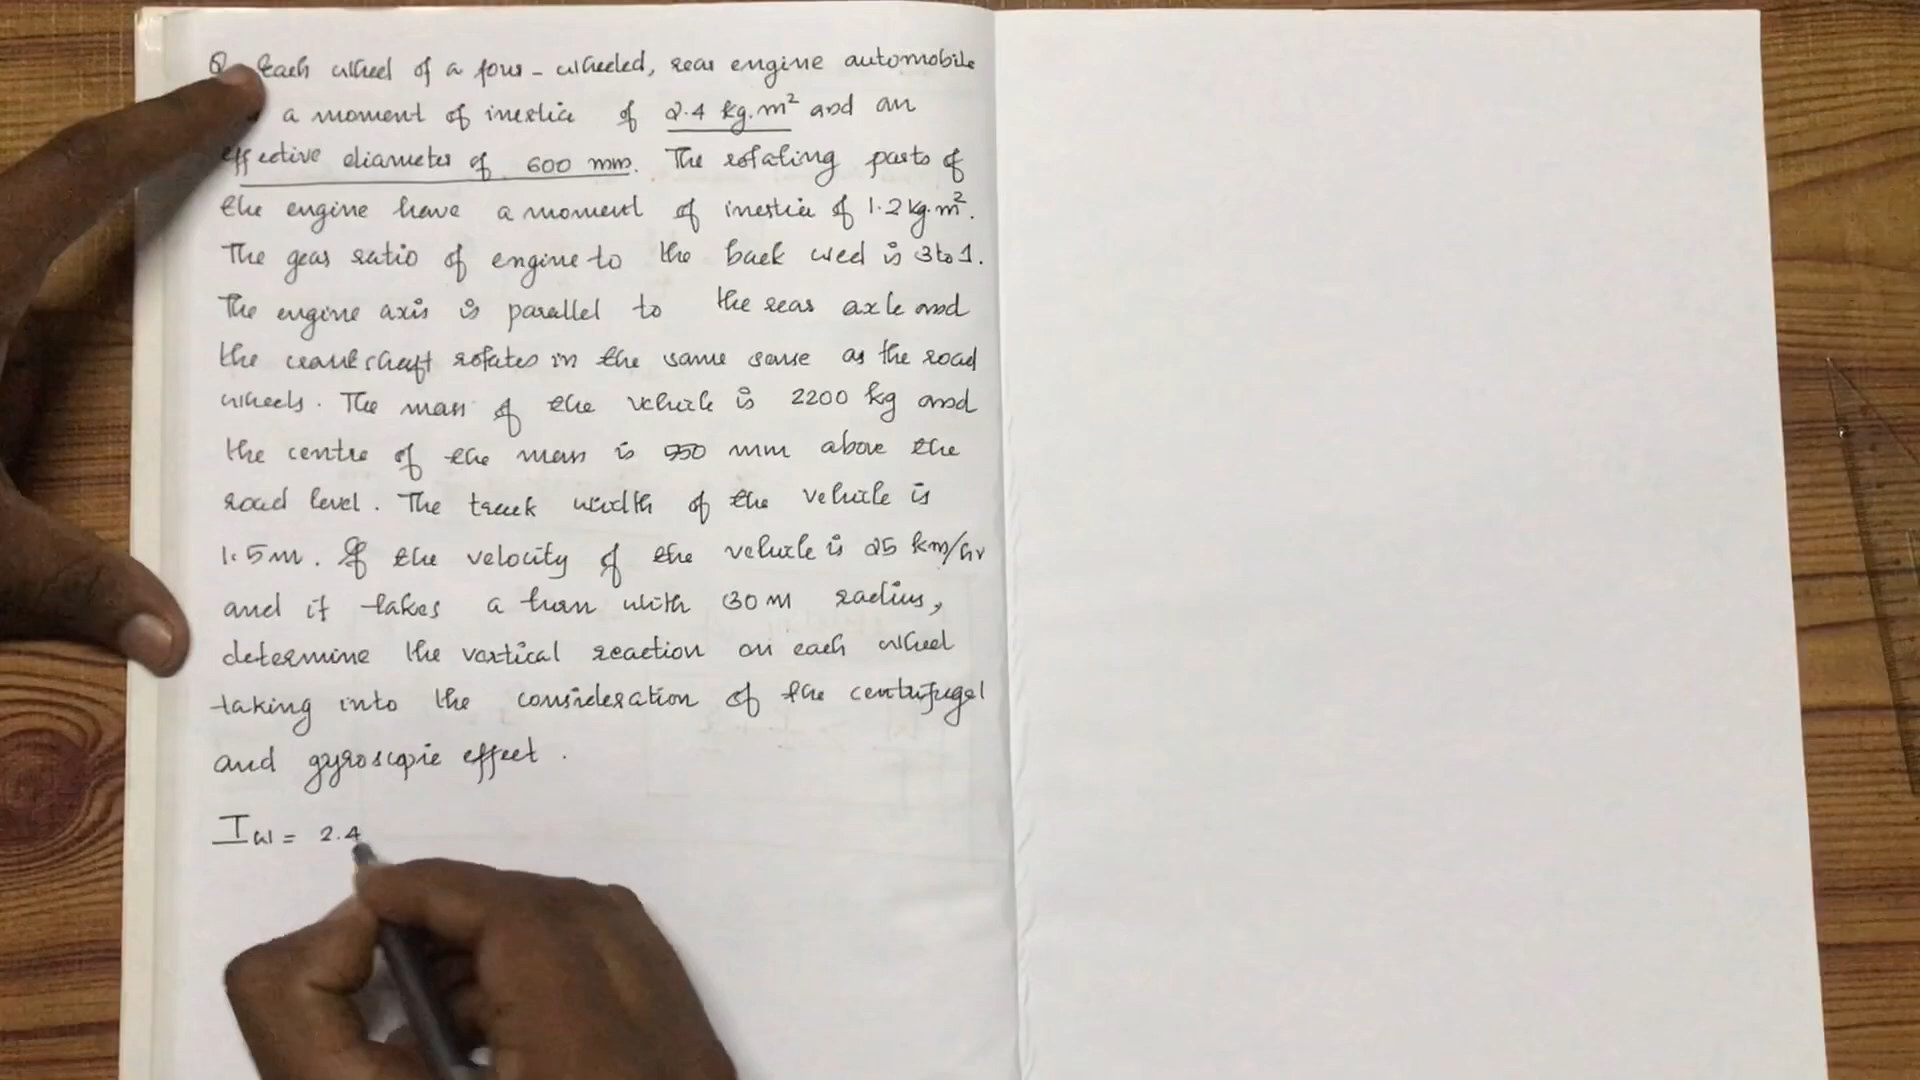 Each wheel of a four-wheeled, rear engine automobile
a moment of inertia of 2.4 kg.m² and an
effective diameter of 600 mm. The rotating parts of
the engine have a moment of inertia of 1.2 kg.m².
The gear ratio of engine to the back weel is 3 to 1.
The engine axis is parallel to the rear axle and
the crankshaft rotates in the same sense as the road
wheels. The mass of the vehicle is 2200 kg and
the centre of the mass is 550 mm above the
road level. The track width of the vehicle is
1.5 m. If the velocity of the vehicle is 25 km/hr
and it takes a turn with 30 m radius,
determine the vertical reaction on each wheel
taking into the consideration of the centrifugal
and gyroscopic effect.
Iw = 2.4